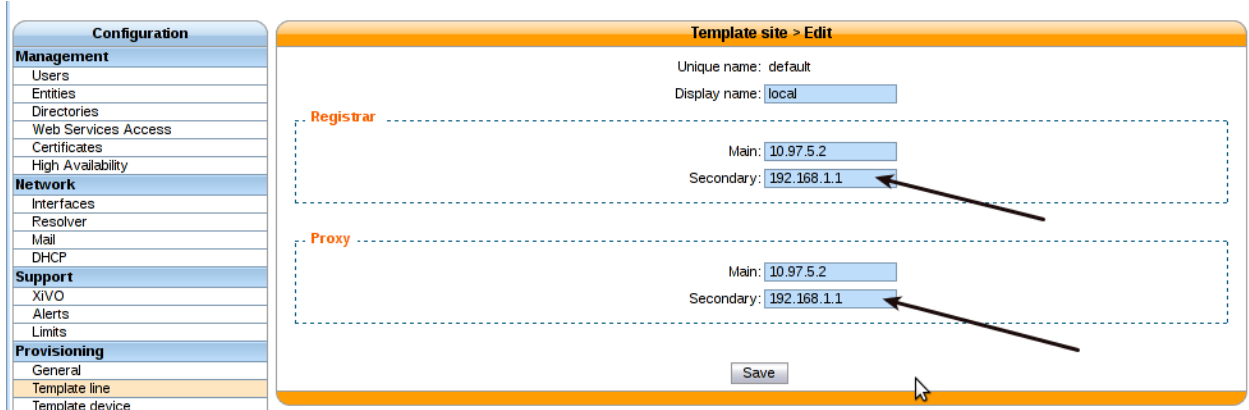 Configuration
Management
Users
Entities
Directories
Web Services Access
Certificates
High Availability
Network
Interfaces
Resolver
Mail
DHCP
Support
XiVO
Alerts
Limits
Provisioning
General
Template line
Template device
Template site > Edit
Unique name: default
Display name: local
Registrar
Main: 10.97.5.2
Secondary: 192.168.1.1
Proxy
Main: 10.97.5.2
Secondary: 192.168.1.1
Save